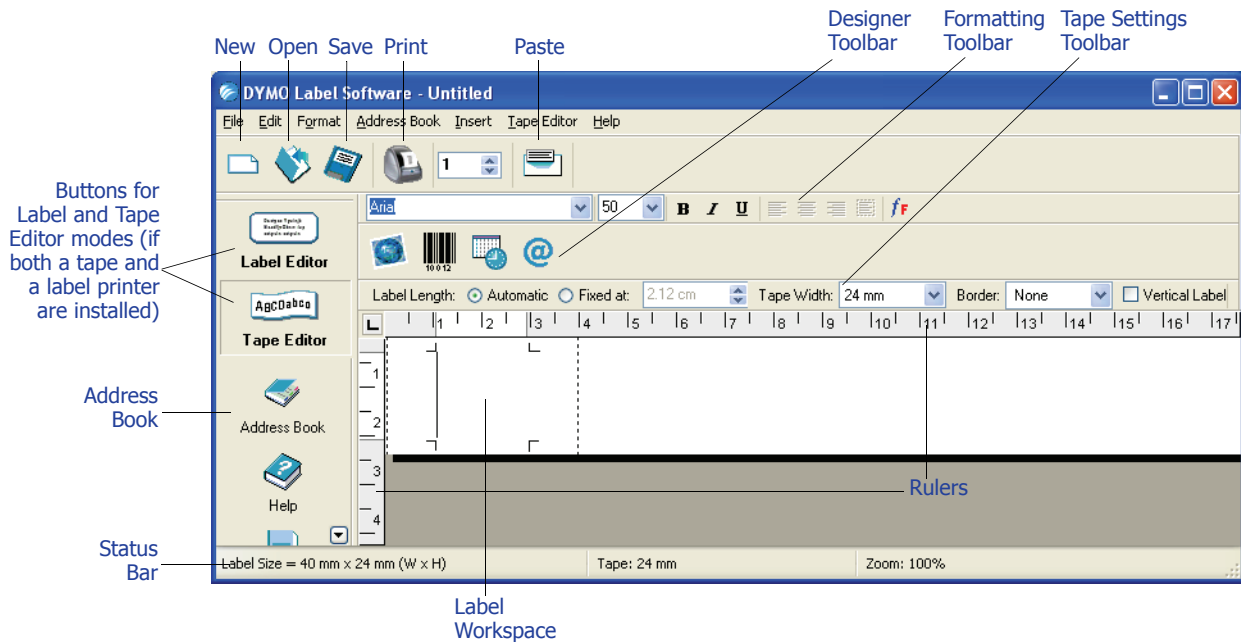 Designer Toolbar
Formatting Toolbar
Tape Settings Toolbar
New Open Save Print Paste
DYMO Label Software - Untitled
File Edit Format Address Book Insert Tape Editor Help
1
Buttons for
Label and Tape
Editor modes (if
both a tape and
a label printer
are installed)
Arial 50 B I U
Label Editor
10 0 12 @
ABCDabco
Label Length: Automatic Fixed at: 2.12 cm Tape Width: 24 mm Border: None Vertical Label
1 2 3 4 5 6 7 8 9 10 11 12 13 14 15 16 17
Tape Editor
1
2
3
4
Address
Book
Address Book
Help
Rulers
Status
Bar
Label Size = 40 mm x 24 mm (W x H) Tape: 24 mm Zoom: 100%
Label
Workspace